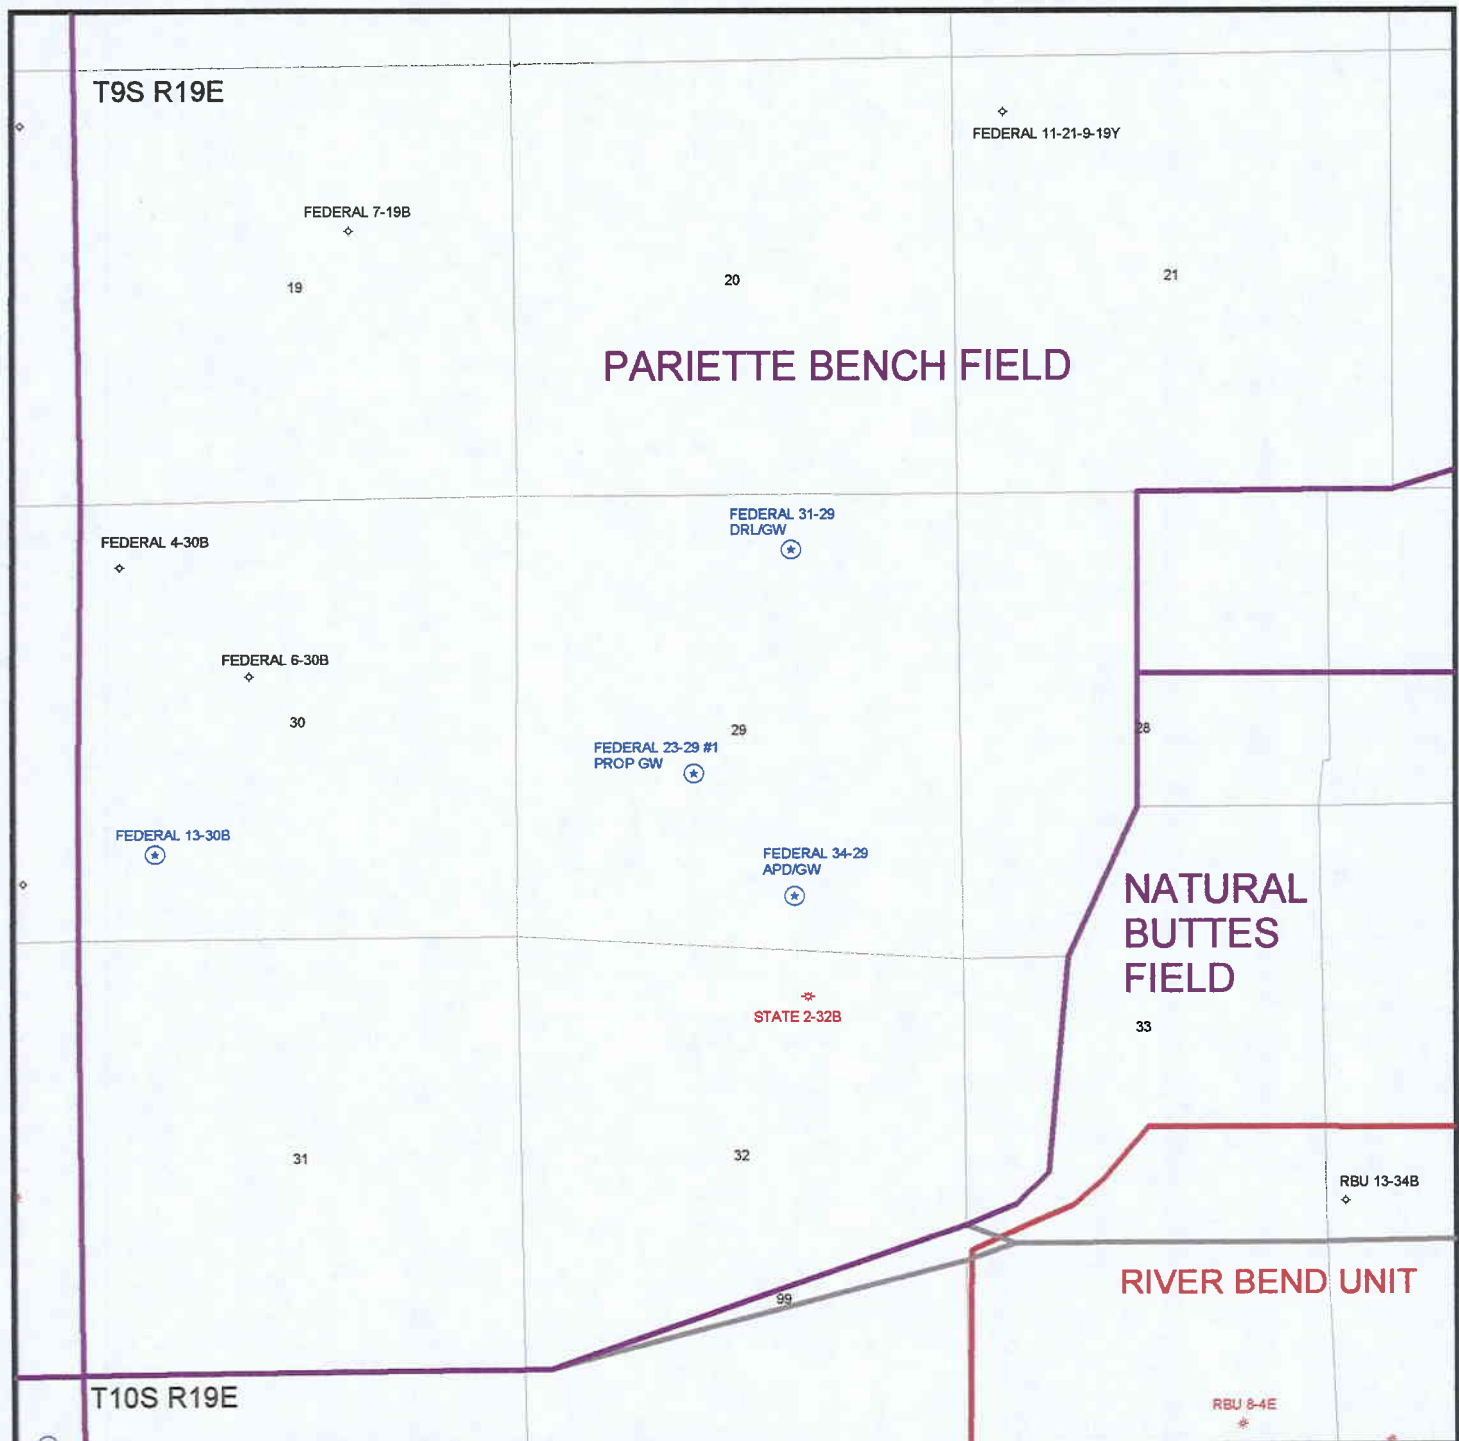 T9S R19E
FEDERAL 11-21-9-19Y
FEDERAL 7-19B
19
20
21
PARIETTE BENCH FIELD
FEDERAL 31-29
DRL/GW
FEDERAL 4-30B
FEDERAL 6-30B
30
29
28
FEDERAL 23-29 #1
PROP GW
FEDERAL 13-30B
FEDERAL 34-29
APD/GW
NATURAL
BUTTES
FIELD
STATE 2-32B
33
31
32
RBU 13-34B
RIVER BEND UNIT
99
T10S R19E
RBU 8-4E